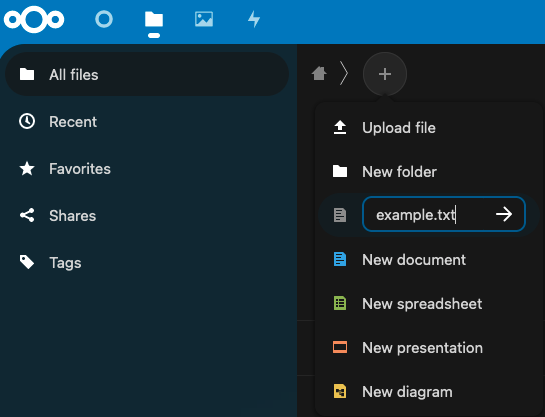 All files
Recent
Favorites
Shares
Tags
Upload file
New folder
example.txt
New document
New spreadsheet
New presentation
New diagram